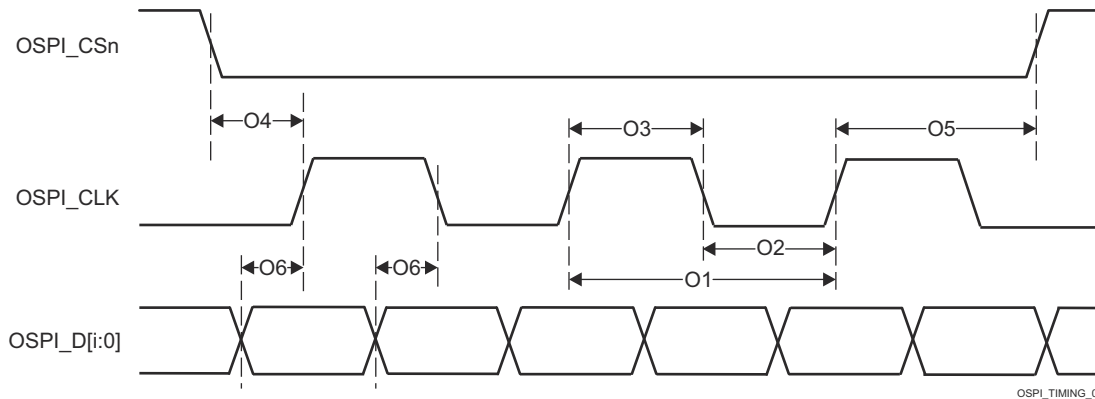 OSPI_CSn
O4
O3
O5
OSPI_CLK
O2
O6
O6
O1
OSPI_D[i:0]